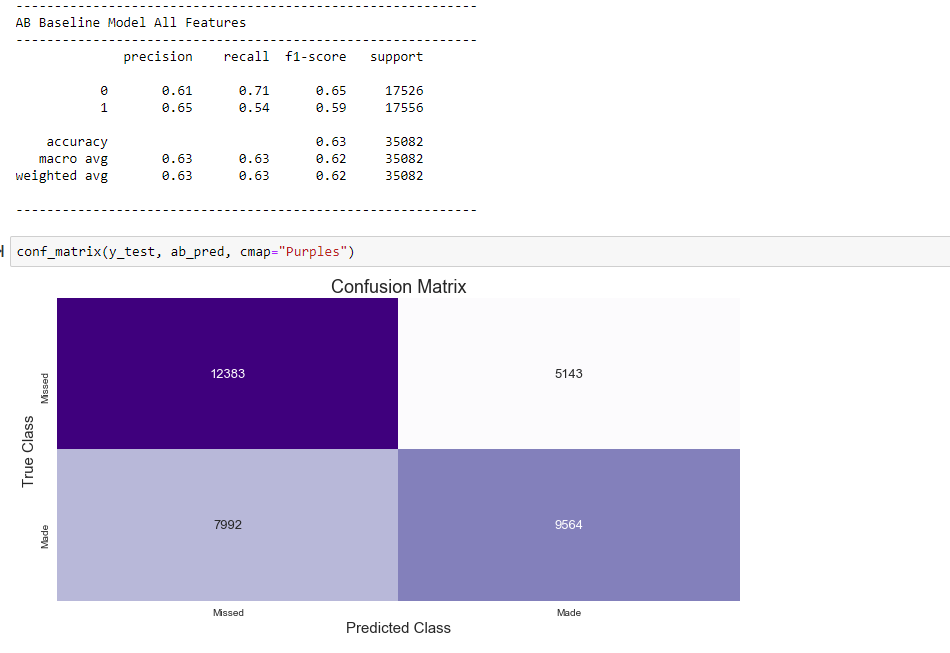 ------------------------------------------------------------
AB Baseline Model All Features
------------------------------------------------------------
precision recall f1-score support
0 0.61 0.71 0.65 17526
1 0.65 0.54 0.59 17556
accuracy 0.63 35082
macro avg 0.63 0.63 0.62 35082
weighted avg 0.63 0.63 0.62 35082
------------------------------------------------------------
conf_matrix(y_test, ab_pred, cmap="Purples")
Confusion Matrix
True Class
Missed
12383 5143
Made
7992 9564
Missed Made
Predicted Class